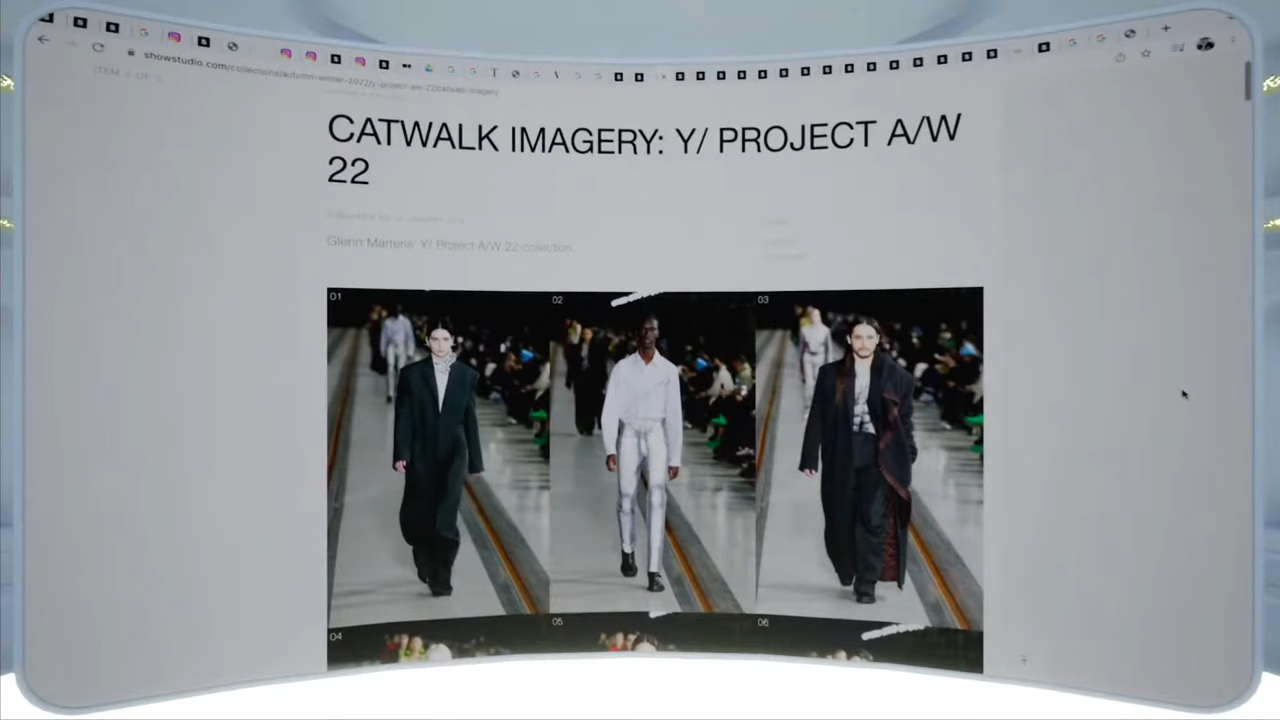 showstudio.com/collections/autumn-winter-2022/y-project-aw-22/catwalk-imagery
CATWALK IMAGERY: Y/ PROJECT A/W
22
Glenn Martens' Y/ Project A/W 22 collection.
01
02
03
04
05
06